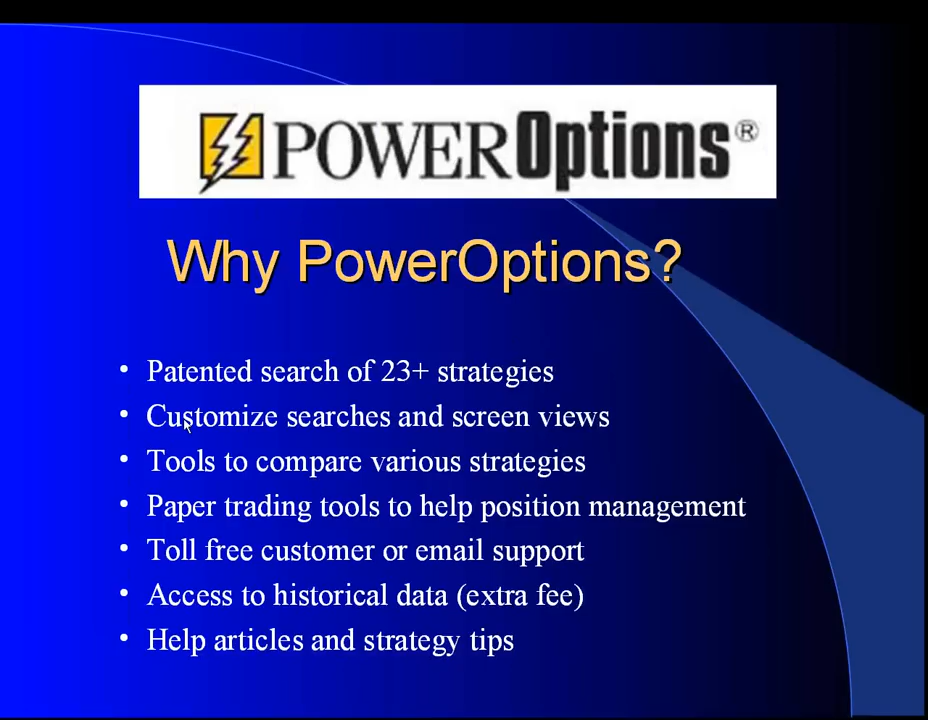 POWEROptions®
Why PowerOptions?
• Patented search of 23+ strategies
• Customize searches and screen views
• Tools to compare various strategies
• Paper trading tools to help position management
• Toll free customer or email support
• Access to historical data (extra fee)
• Help articles and strategy tips